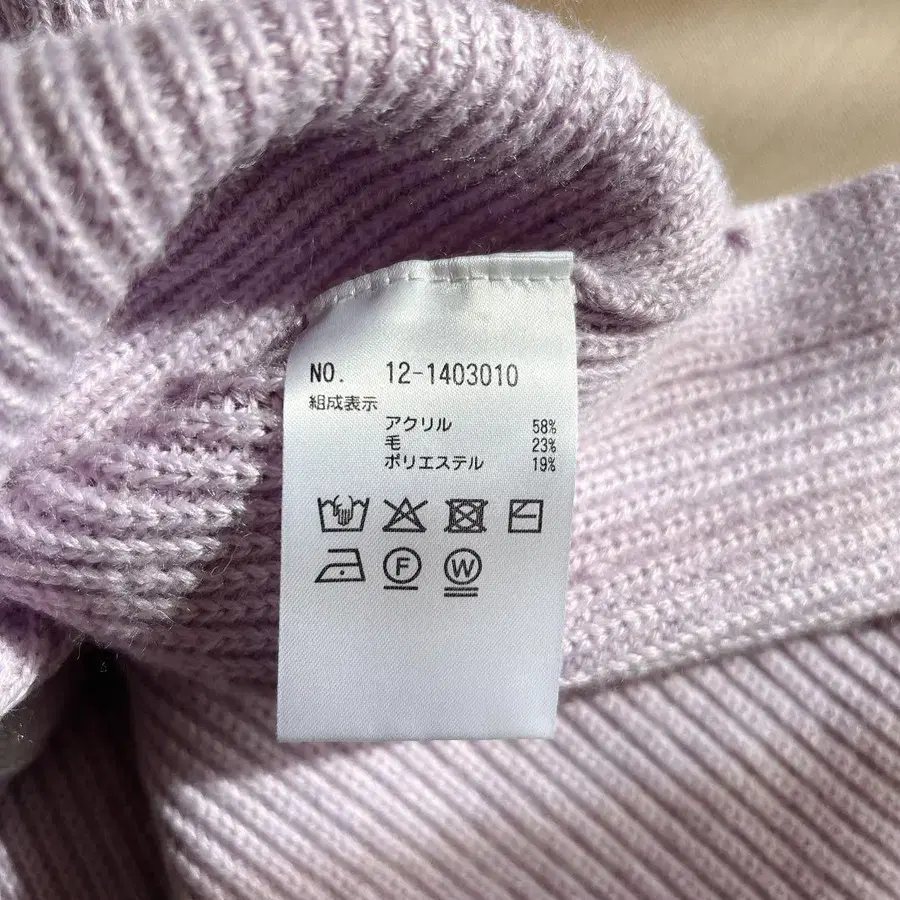 NO. 12-1403010
組成表示
アクリル 58%
毛 23%
ポリエステル 19%
F W